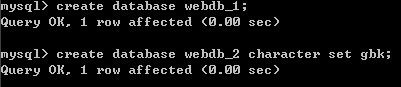 mysql> create database webdb_1;
Query OK, 1 row affected (0.00 sec)
mysql> create database webdb_2 character set gbk;
Query OK, 1 row affected (0.00 sec)